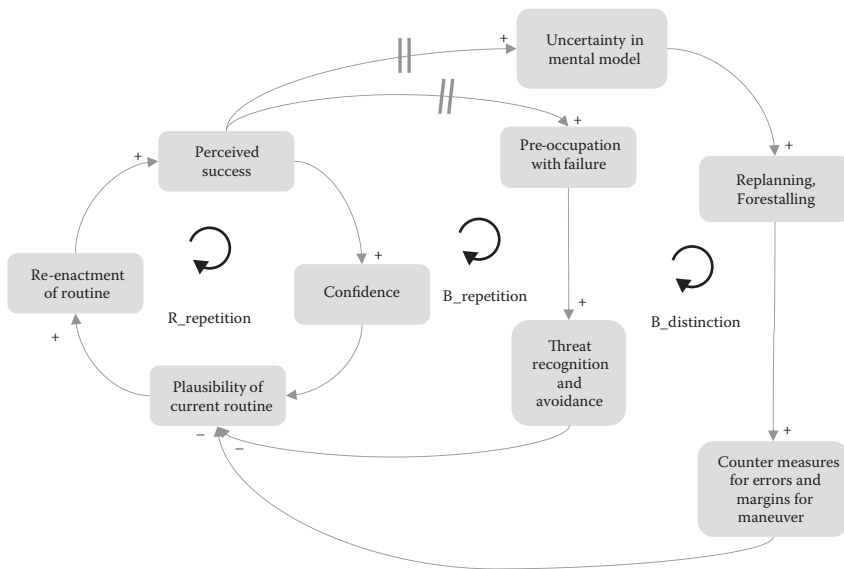 Uncertainty in
mental model
+
+
Pre-occupation
with failure
+
+
Replanning,
Forestalling
Perceived
success
+
+
Re-enactment
of routine
Confidence
R_repetition
B_repetition
B_distinction
+
+
Threat
recognition
and
avoidance
Plausibility of
current routine
–
–
+
Counter measures
for errors and
margins for
maneuver